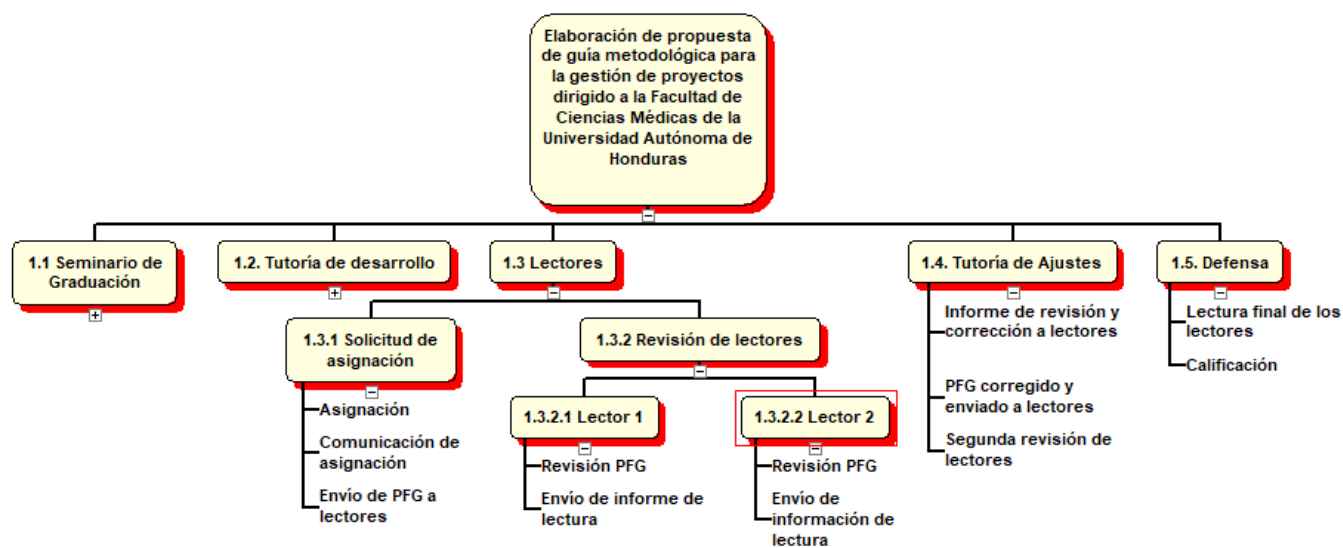 Elaboración de propuesta
de guía metodológica para
la gestión de proyectos
dirigido a la Facultad de
Ciencias Médicas de la
Universidad Autónoma de
Honduras
1.1 Seminario de
Graduación
1.2. Tutoría de desarrollo
1.3 Lectores
1.4. Tutoría de Ajustes
1.5. Defensa
1.3.1 Solicitud de
asignación
Asignación
Comunicación de
asignación
Envío de PFG a
lectores
1.3.2 Revisión de lectores
1.3.2.1 Lector 1
Revisión PFG
Envío de informe de
lectura
1.3.2.2 Lector 2
Revisión PFG
Envío de
información de
lectura
Informe de revisión y
corrección a lectores
PFG corregido y
enviado a lectores
Segunda revisión de
lectores
Lectura final de los
lectores
Calificación